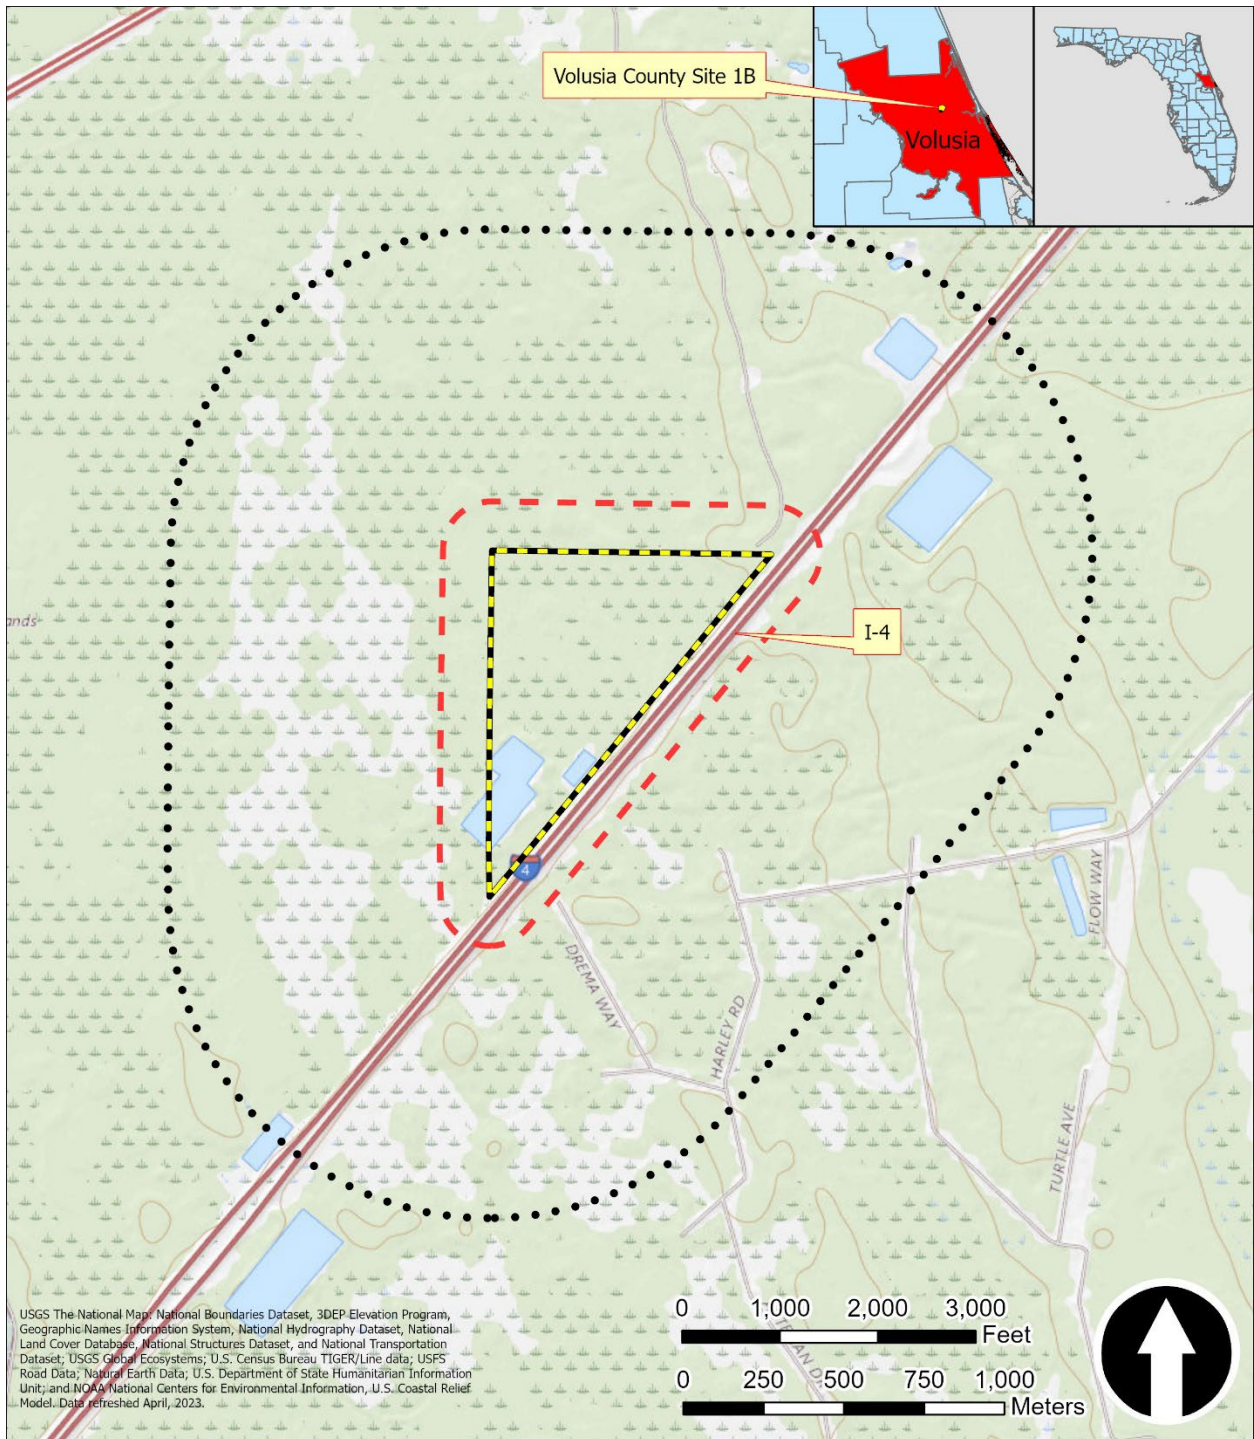 Volusia County Site 1B
Volusia
ands
I-4
4
FLOW WAY
DREMA WAY
HARLEY RD
TURTLE AVE
0 1,000 2,000 3,000
Feet
0 250 500 750 1,000
Meters
USGS The National Map: National Boundaries Dataset, 3DEP Elevation Program,
Geographic Names Information System, National Hydrography Dataset, National
Land Cover Database, National Structures Dataset, and National Transportation
Dataset; USGS Global Ecosystems; U.S. Census Bureau TIGER/Line data; USFS
Road Data; Natural Earth Data; U.S. Department of State Humanitarian Information
Unit; and NOAA National Centers for Environmental Information, U.S. Coastal Relief
Model. Data refreshed April, 2023.